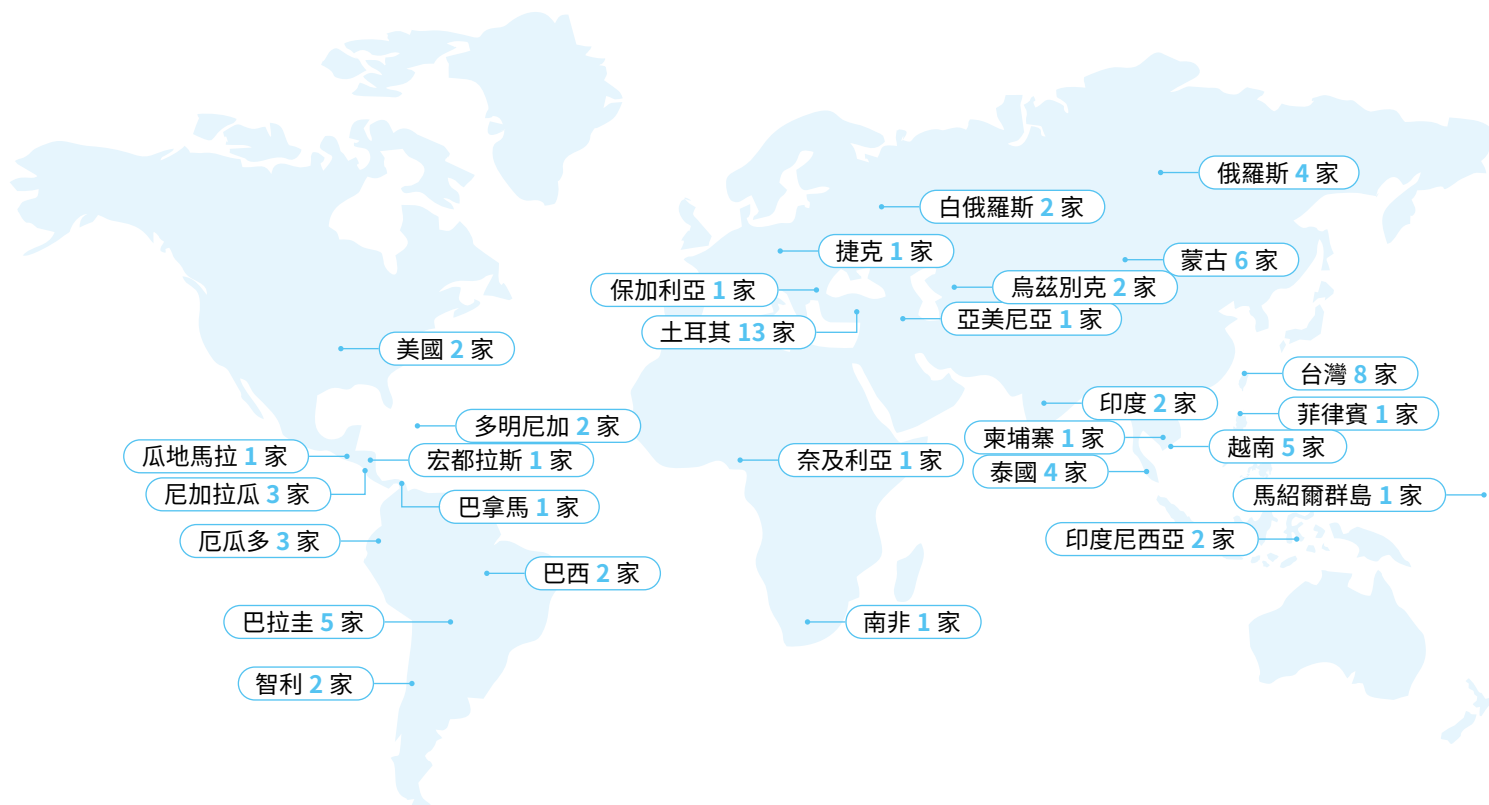 俄羅斯 4 家
白俄羅斯 2 家
捷克 1 家
蒙古 6 家
保加利亞 1 家
烏茲別克 2 家
土耳其 13 家
亞美尼亞 1 家
美國 2 家
台灣 8 家
印度 2 家
菲律賓 1 家
多明尼加 2 家
柬埔寨 1 家
越南 5 家
瓜地馬拉 1 家
宏都拉斯 1 家
奈及利亞 1 家
泰國 4 家
尼加拉瓜 3 家
巴拿馬 1 家
馬紹爾群島 1 家
厄瓜多 3 家
印度尼西亞 2 家
巴西 2 家
巴拉圭 5 家
南非 1 家
智利 2 家